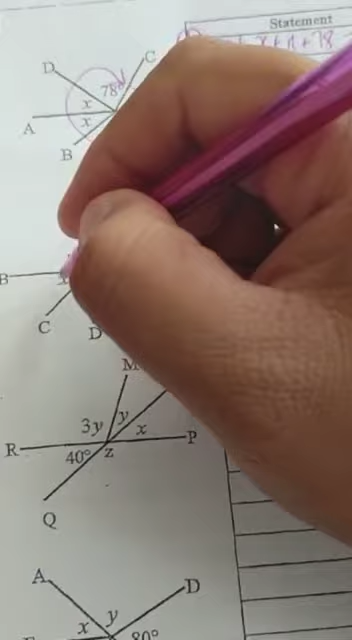 Statement
C
D
78°
x + x + 78
x
A
x
B
B
C
D
M
3y
y
x
R
P
40°
z
Q
A
D
y
x
80°